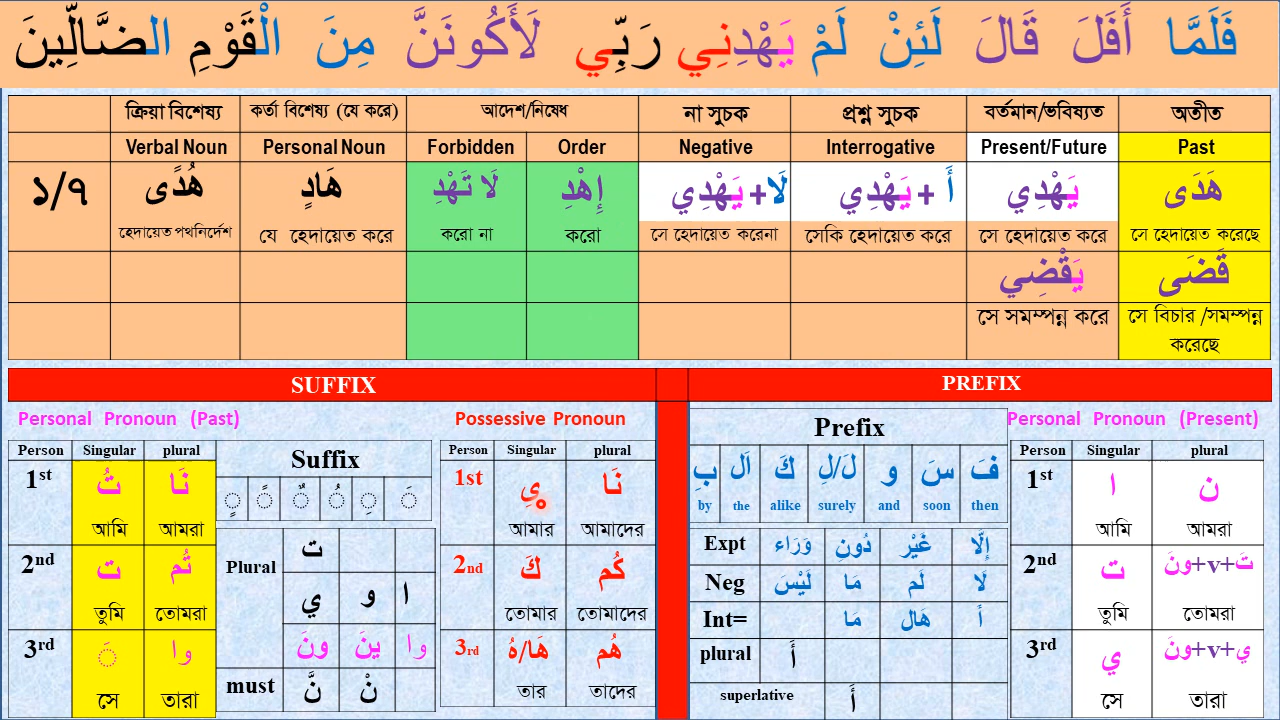 فَلَمَّا أَفَلَ قَالَ لَئِنْ لَمْ يَهْدِنِي رَبِّي لَأَكُونَنَّ مِنَ الْقَوْمِ الضَّالِّينَ
ক্রিয়া বিশেষ্য কর্তা বিশেষ্য (যে করে) আদেশ/নিষেধ না সুচক প্রশ্ন সুচক বর্তমান/ভবিষ্যত অতীত
Verbal Noun Personal Noun Forbidden Order Negative Interrogative Present/Future Past
১/৭ هُدًى هَادٍ لَا تَهْدِ إِهْدِ لَا+ يَهْدِي أَ + يَهْدِي يَهْدِي هَدَى
হেদায়েত পথনির্দেশ যে হেদায়েত করে করো না করো সে হেদায়েত করেনা সেকি হেদায়েত করে সে হেদায়েত করে সে হেদায়েত করেছে
يَقْضِي قَضَى
সে সমম্পন্ন করে সে বিচার /সমম্পন্ন
করেছে
SUFFIX
Personal Pronoun (Past)
Person Singular plural
1st تُ نَا
আমি আমরা
2nd ت تُم
তুমি তোমরা
3rd َ وا
সে তারা
Suffix
ٍ ً ٌ ُ ِ َ
Plural ت
ي و ا
ونَ ينَ وا
must نَّ نْ
Possessive Pronoun
Person Singular plural
1st يِ نَا
আমার আমাদের
2nd كَ كُم
তোমার তোমাদের
3rd هَا/هُ هُم
তার তাদের
PREFIX
Prefix
بِ اَل كَ لَ/لِ و سَ فَ
by the alike surely and soon then
Expt وَرَاء دُونِ غَيْر إِلَّا
Neg لَيْسَ مَا لَم لَا
Int= مَا هَال أَ
plural أَ
superlative أَ
Personal Pronoun (Present)
Person Singular plural
1st ا ن
আমি আমরা
2nd ت تَ+v+ونَ
তুমি তোমরা
3rd ي ي+v+ونَ
সে তারা